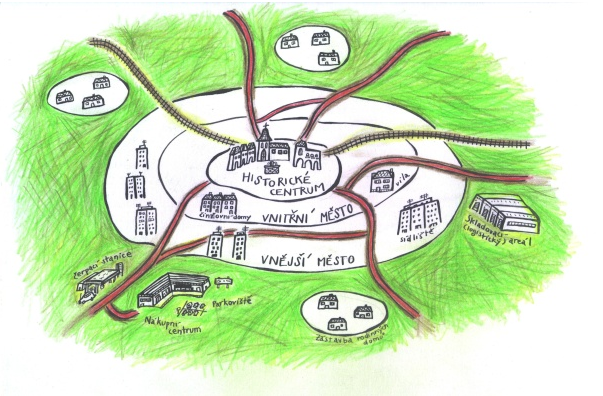 HISTORICKÉ
CENTRUM
vila
činžovní domy
VNITŘNÍ MĚSTO
sídliště
Skladovací
(logistický) areál
VNĚJŠÍ MĚSTO
čerpací stanice
Parkoviště
Nákupní
centrum
zástavba rodinných
domů